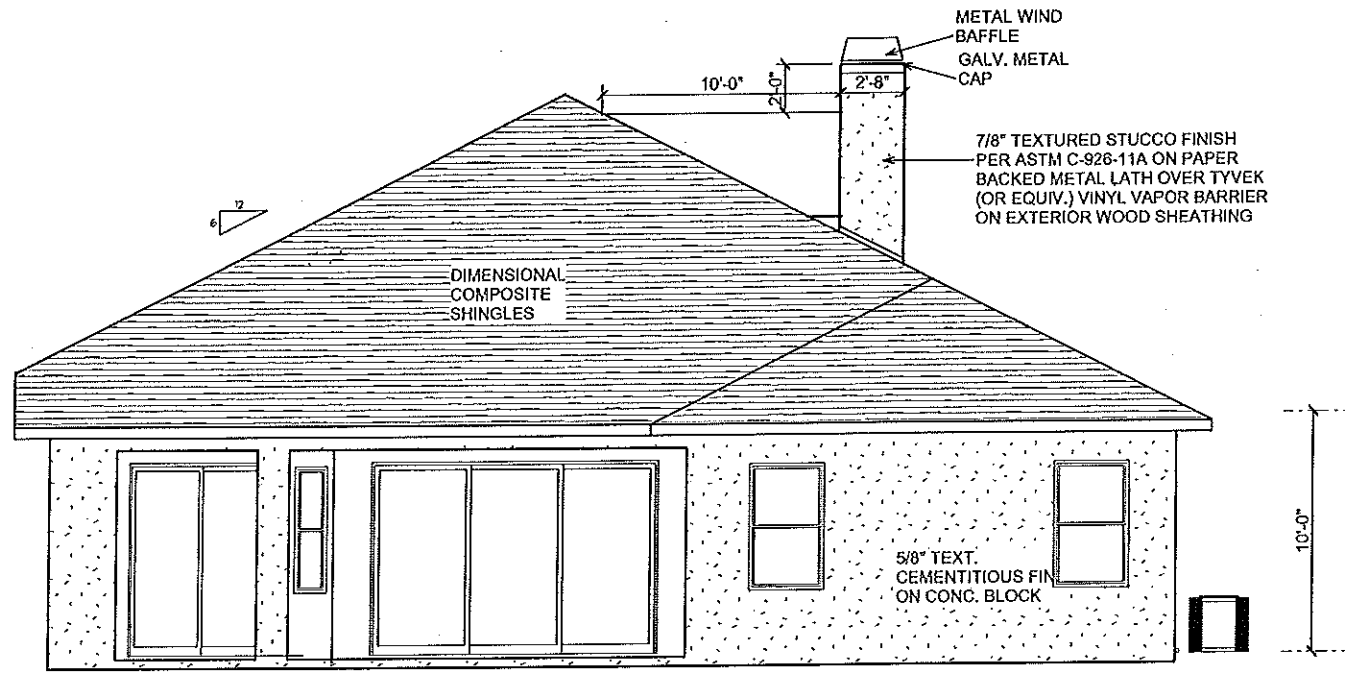 METAL WIND
BAFFLE
GALV. METAL
CAP
10'-0"
2'-0"
2'-8"
7/8" TEXTURED STUCCO FINISH
PER ASTM C-926-11A ON PAPER
BACKED METAL LATH OVER TYVEK
(OR EQUIV.) VINYL VAPOR BARRIER
ON EXTERIOR WOOD SHEATHING
12
6
DIMENSIONAL
COMPOSITE
SHINGLES
10'-0"
5/8" TEXT.
CEMENTITIOUS FIN
ON CONC. BLOCK